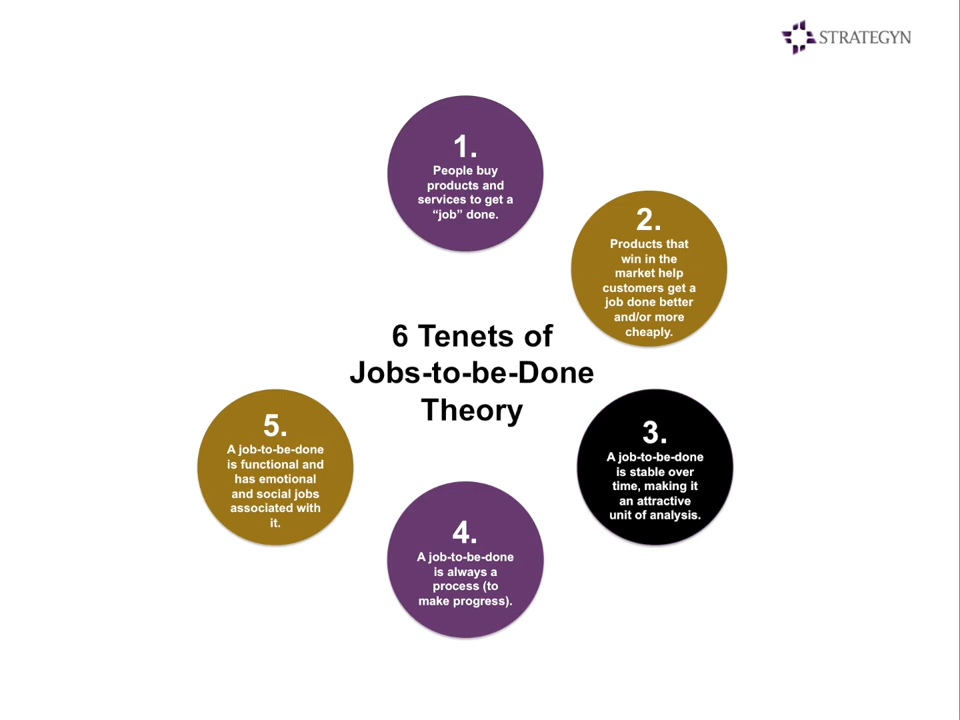 STRATEGYN
1.
People buy
products and
services to get a
“job” done.
2.
Products that
win in the
market help
customers get a
job done better
and/or more
cheaply.
6 Tenets of
Jobs-to-be-Done
Theory
3.
A job-to-be-done
is stable over
time, making it
an attractive
unit of analysis.
4.
A job-to-be-done
is always a
process (to
make progress).
5.
A job-to-be-done
is functional and
has emotional
and social jobs
associated with
it.